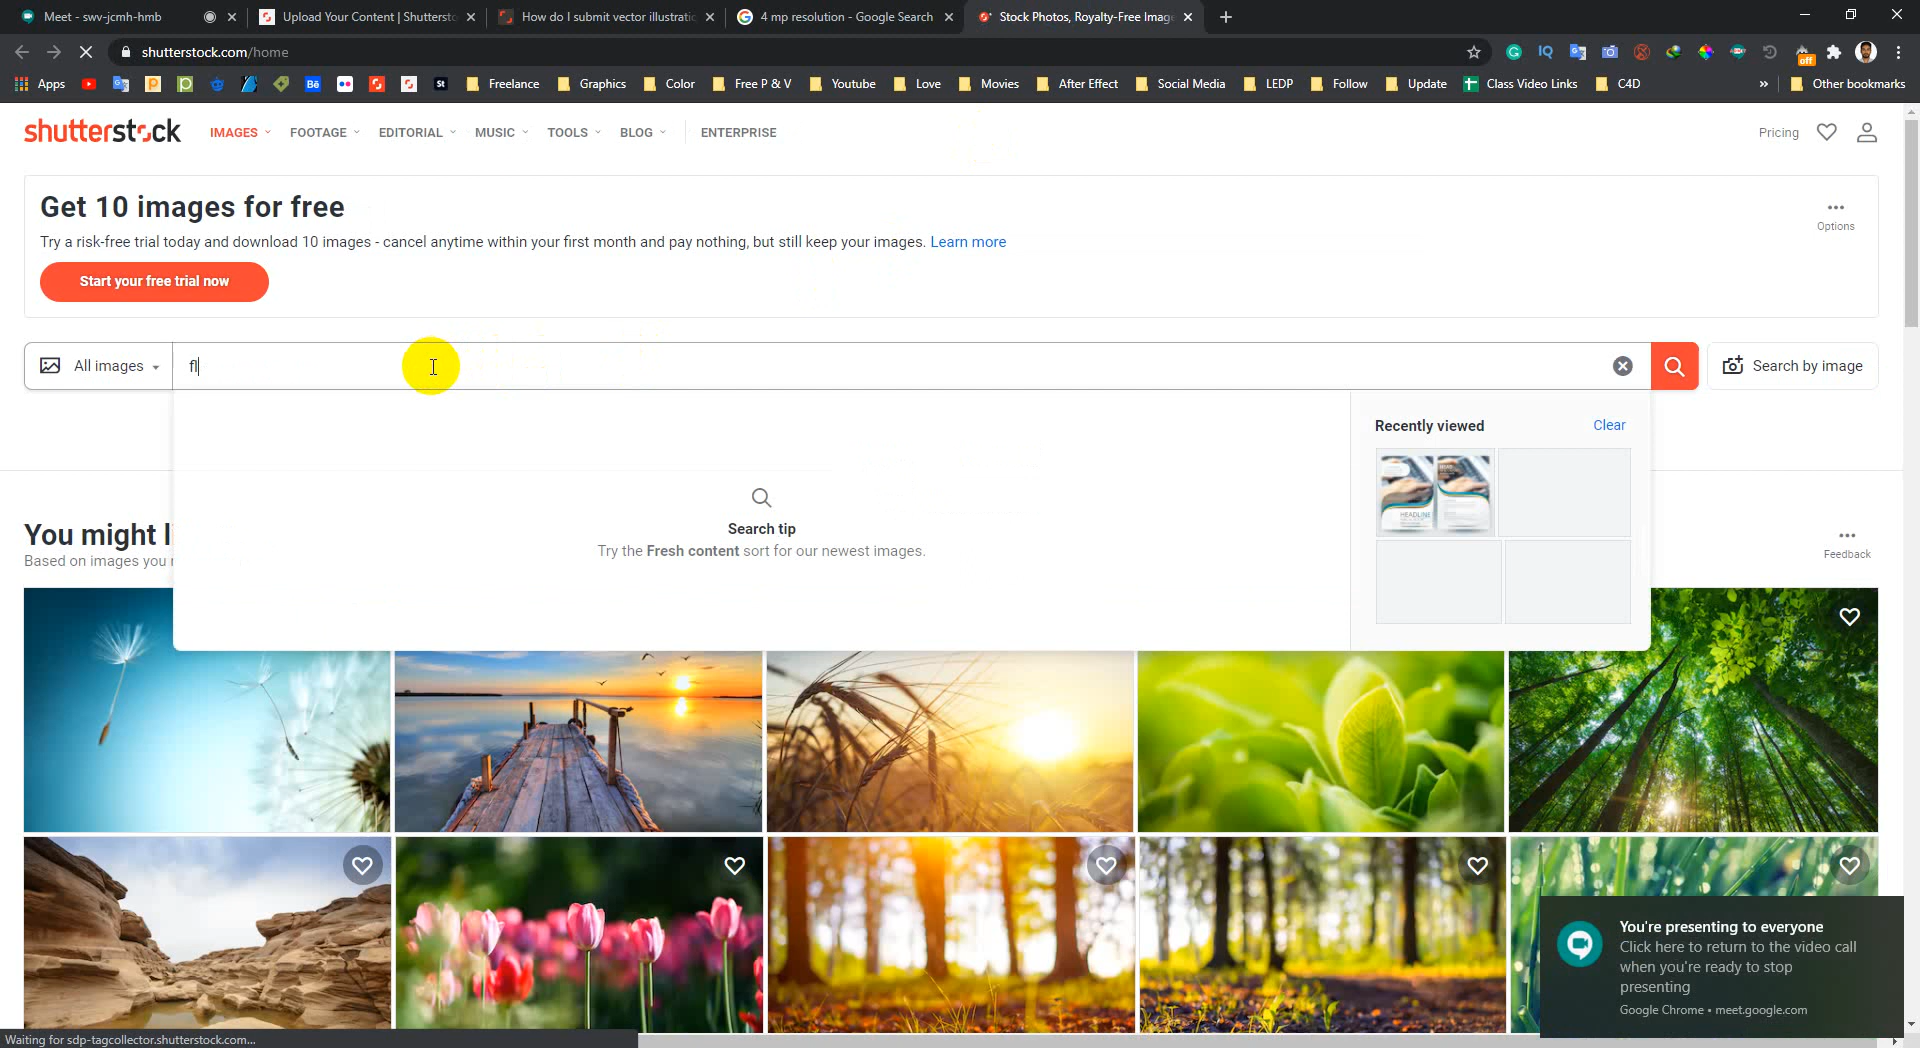 Meet - swv-jcmh-hmb
Upload Your Content | Shuttersto
How do I submit vector illustratio
4 mp resolution - Google Search
Stock Photos, Royalty-Free Image
shutterstock.com/home
Apps
Freelance
Graphics
Color
Free P & V
Youtube
Love
Movies
After Effect
Social Media
LEDP
Follow
Update
Class Video Links
C4D
»
Other bookmarks
shutterstock
IMAGES
FOOTAGE
EDITORIAL
MUSIC
TOOLS
BLOG
ENTERPRISE
Pricing
Get 10 images for free
Try a risk-free trial today and download 10 images - cancel anytime within your first month and pay nothing, but still keep your images. Learn more
Options
Start your free trial now
All images
fl
Search by image
Recently viewed
Clear
HEADLINE
Search tip
Try the Fresh content sort for our newest images.
You might l
Based on images you
Feedback
You're presenting to everyone
Click here to return to the video call
when you're ready to stop
presenting
Google Chrome • meet.google.com
Waiting for sdp-tagcollector.shutterstock.com...